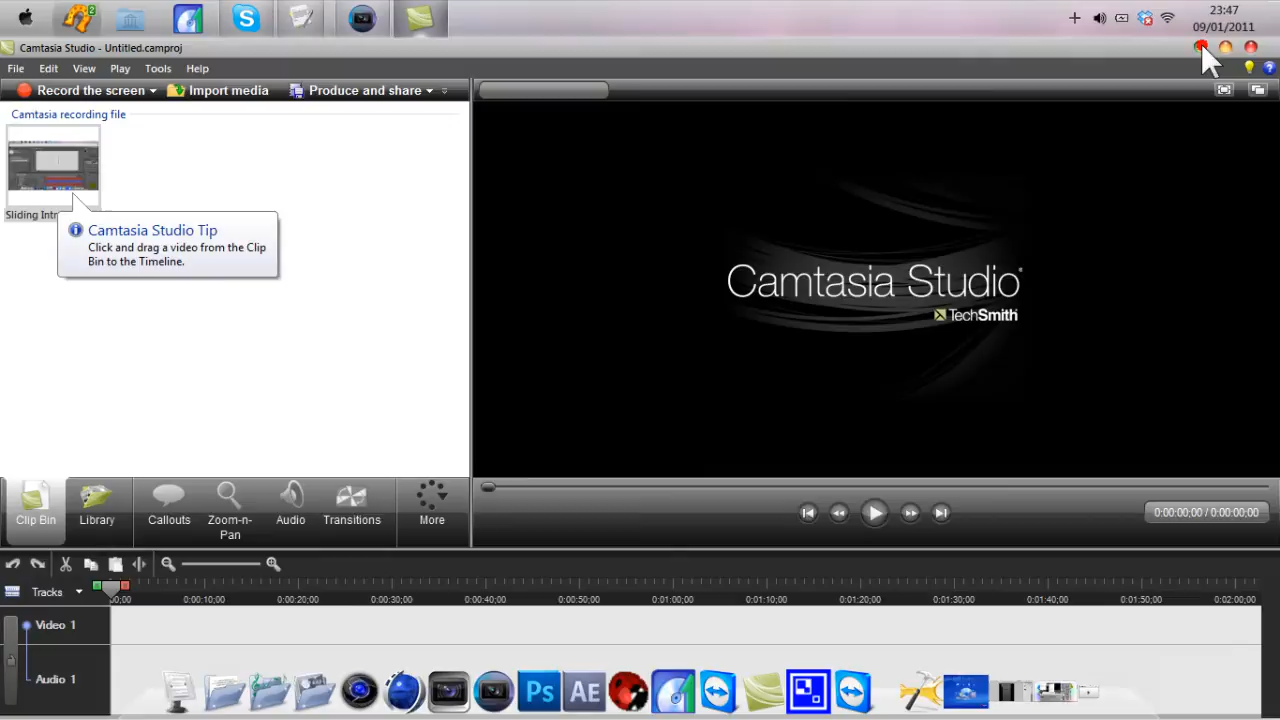 2
23:47
09/01/2011
Camtasia Studio - Untitled.camproj
File Edit View Play Tools Help
Record the screen Import media Produce and share
Camtasia recording file
Sliding Intr
Camtasia Studio Tip
Click and drag a video from the Clip
Bin to the Timeline.
Camtasia Studio
TechSmith
Clip Bin Library Callouts Zoom-n-
Pan Audio Transitions More
0:00:00;00 / 0:00:00;00
Tracks
00;00 0:00:10;00 0:00:20;00 0:00:30;00 0:00:40;00 0:00:50;00 0:01:00;00 0:01:10;00 0:01:20;00 0:01:30;00 0:01:40;00 0:01:50;00 0:02:00;00
Video 1
Audio 1
Ps AE